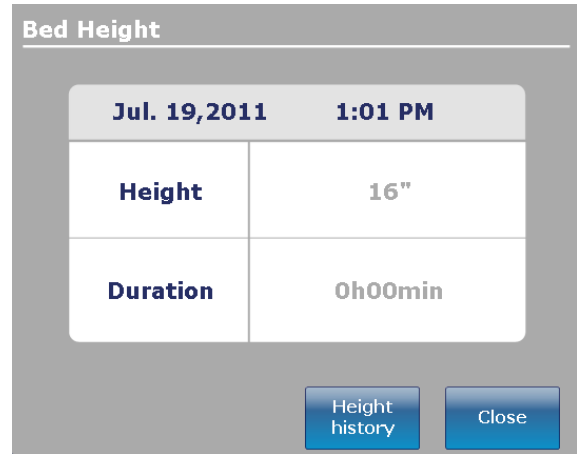 Bed Height
Jul. 19,2011 1:01 PM
Height 16"
Duration 0h00min
Height
history
Close